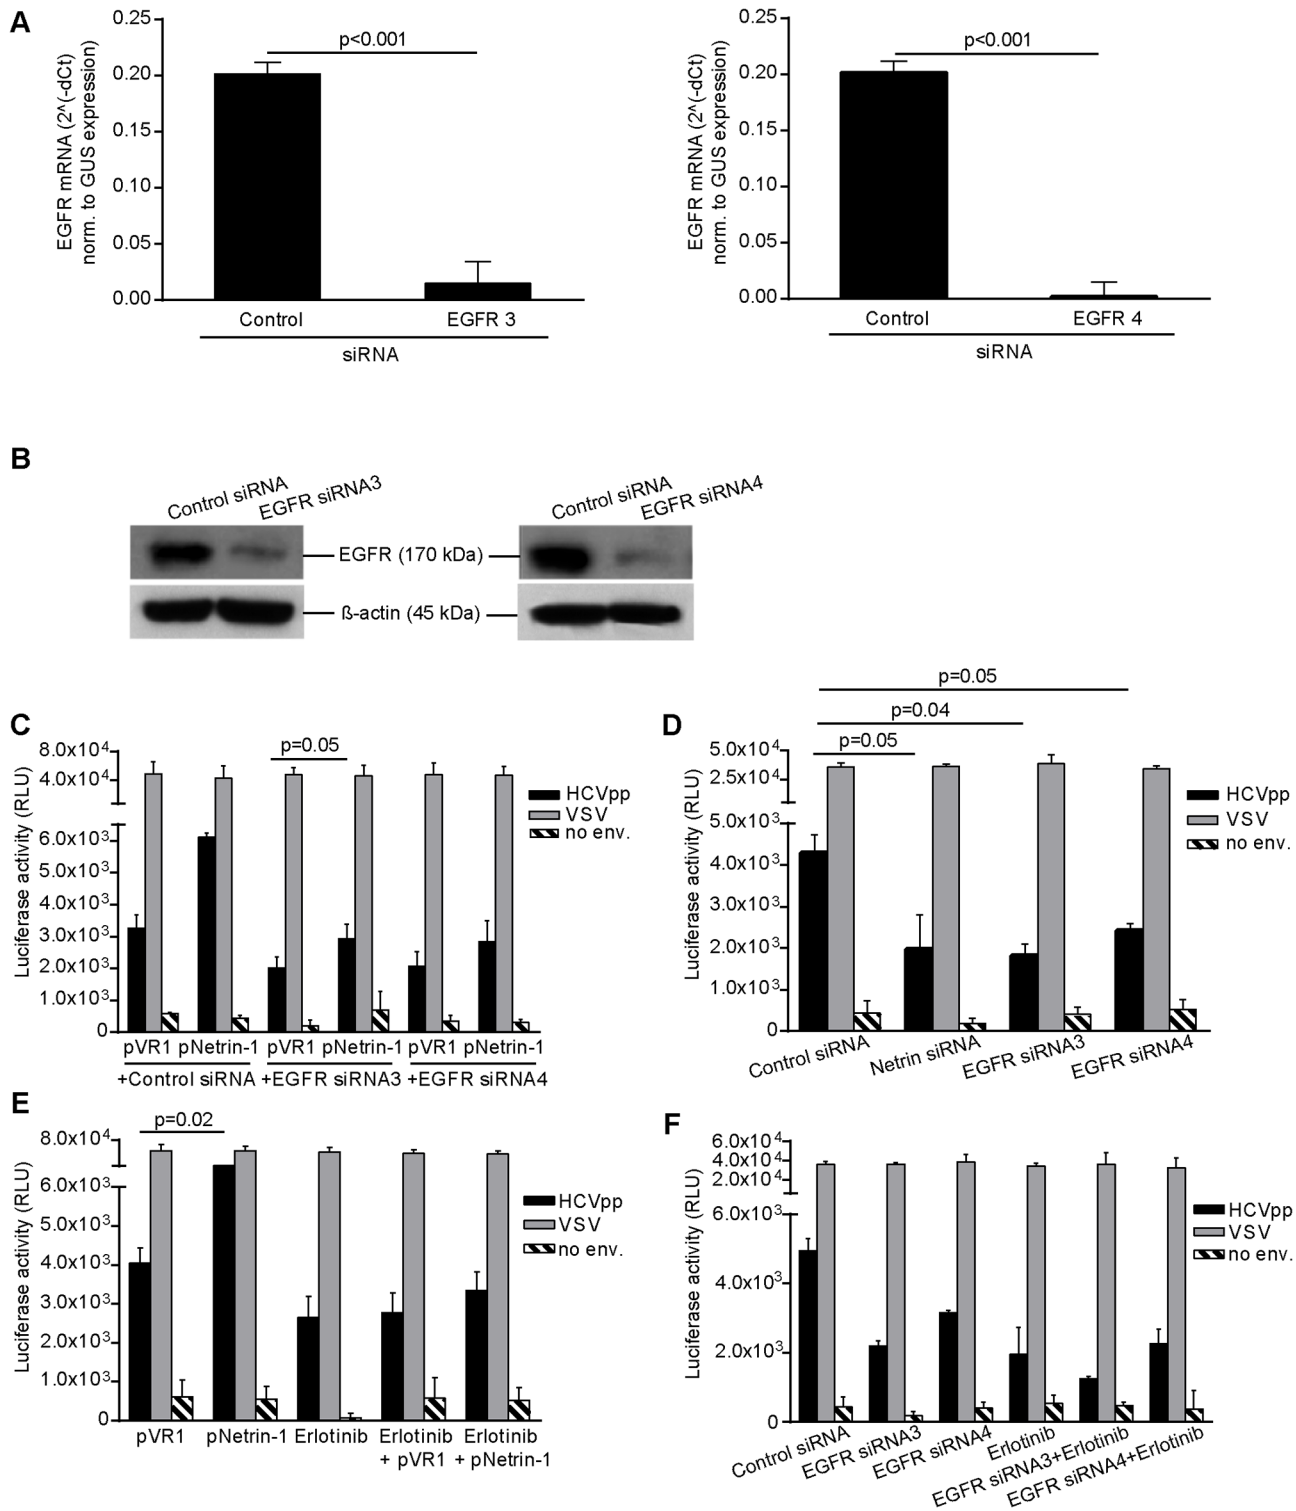 A
EGFR mRNA (2^(-dCt)
norm. to GUS expression)
0.25
0.20
0.15
0.10
0.05
0.00
p<0.001
Control
EGFR 3
siRNA
EGFR mRNA (2^(-dCt)
norm. to GUS expression)
0.25
0.20
0.15
0.10
0.05
0.00
p<0.001
Control
EGFR 4
siRNA
B
Control siRNA
EGFR siRNA3
Control siRNA
EGFR siRNA4
EGFR (170 kDa)
ß-actin (45 kDa)
C
Luciferase activity (RLU)
8.0x10⁴
4.0x10⁴
6.0x10³
5.0x10³
4.0x10³
3.0x10³
2.0x10³
1.0x10³
0
p=0.05
HCVpp
VSV
no env.
pVR1 pNetrin-1 pVR1 pNetrin-1 pVR1 pNetrin-1
+Control siRNA +EGFR siRNA3 +EGFR siRNA4
D
Luciferase activity (RLU)
5.0x10⁴
2.5x10⁴
5.0x10³
4.0x10³
3.0x10³
2.0x10³
1.0x10³
0
p=0.05
p=0.04
p=0.05
HCVpp
VSV
no env.
Control siRNA
Netrin siRNA
EGFR siRNA3
EGFR siRNA4
E
Luciferase activity (RLU)
8.0x10⁴
6.0x10³
5.0x10³
4.0x10³
3.0x10³
2.0x10³
1.0x10³
0
p=0.02
HCVpp
VSV
no env.
pVR1 pNetrin-1 Erlotinib Erlotinib Erlotinib
+ pVR1 + pNetrin-1
F
Luciferase activity (RLU)
6.0x10⁴
4.0x10⁴
2.0x10⁴
6.0x10³
4.0x10³
2.0x10³
0
HCVpp
VSV
no env.
Control siRNA
EGFR siRNA3
EGFR siRNA4
Erlotinib
EGFR siRNA3+Erlotinib
EGFR siRNA4+Erlotinib